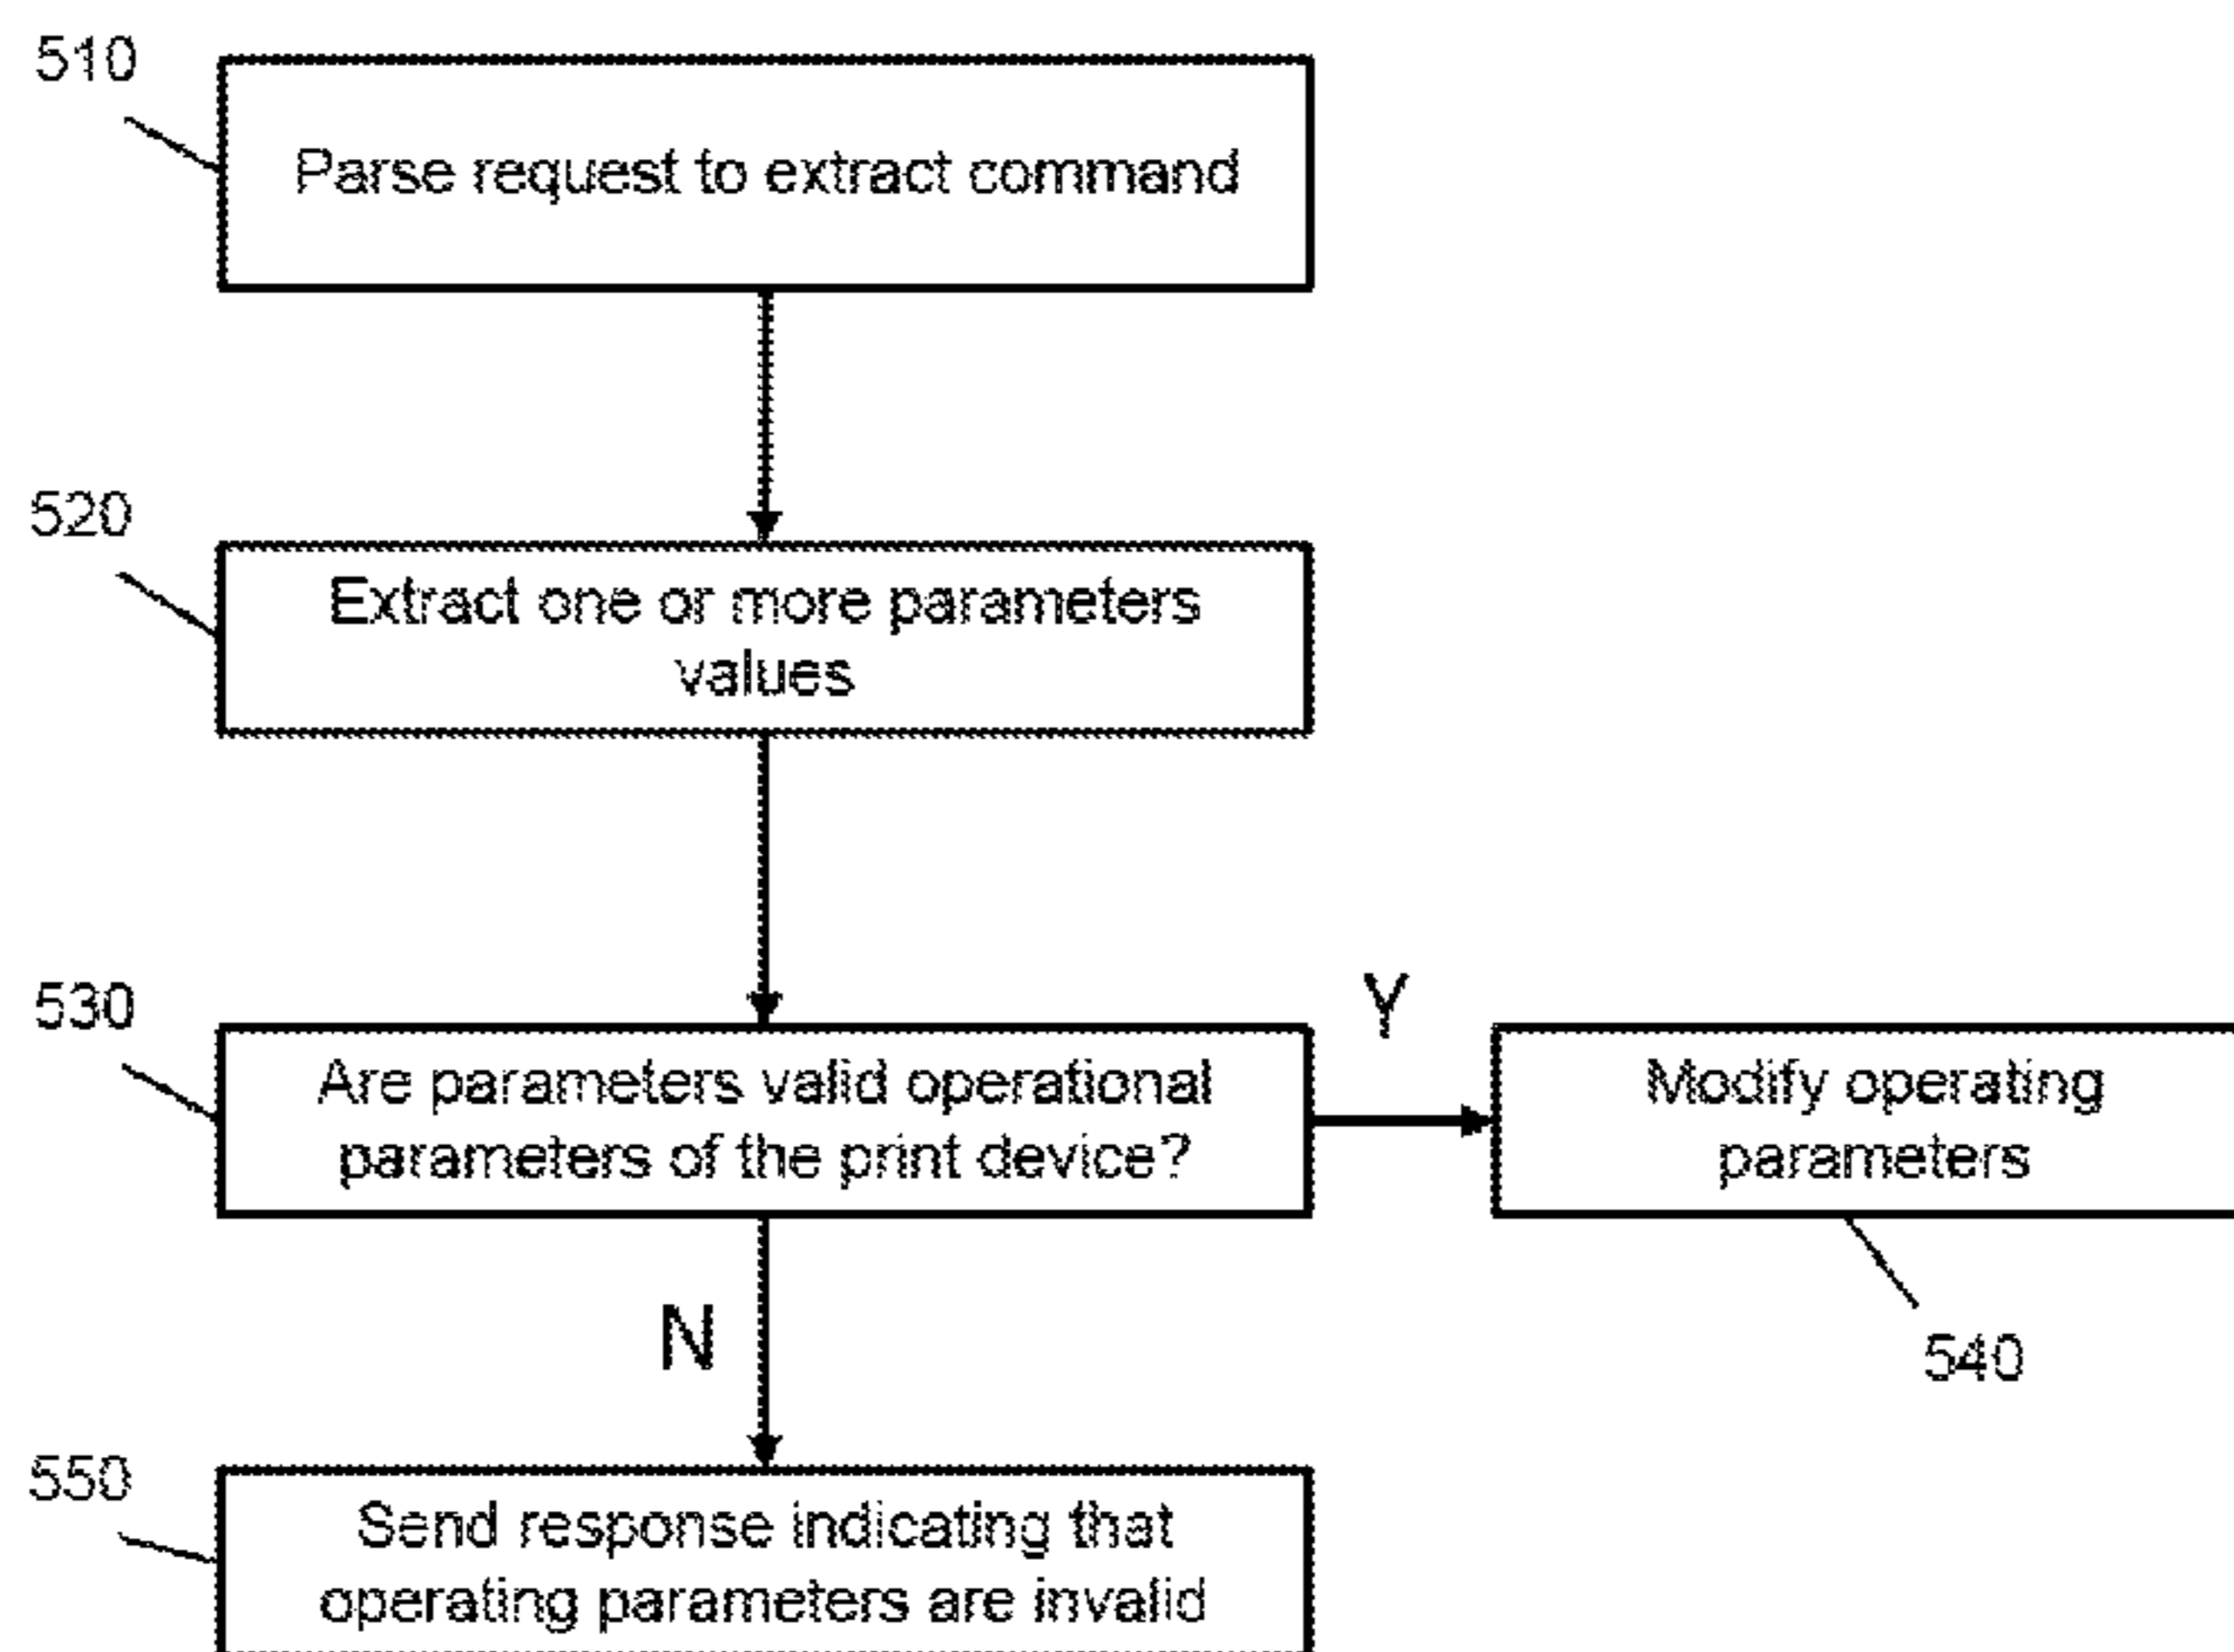 510
Parse request to extract command
520
Extract one or more parameters
values
530
Are parameters valid operational
parameters of the print device?
Y
Modify operating
parameters
N
540
550
Send response indicating that
operating parameters are invalid